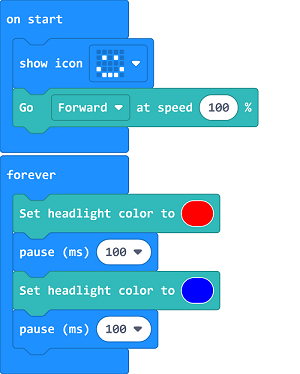 on start
show icon
Go Forward at speed 100 %
forever
Set headlight color to
pause (ms) 100
Set headlight color to
pause (ms) 100